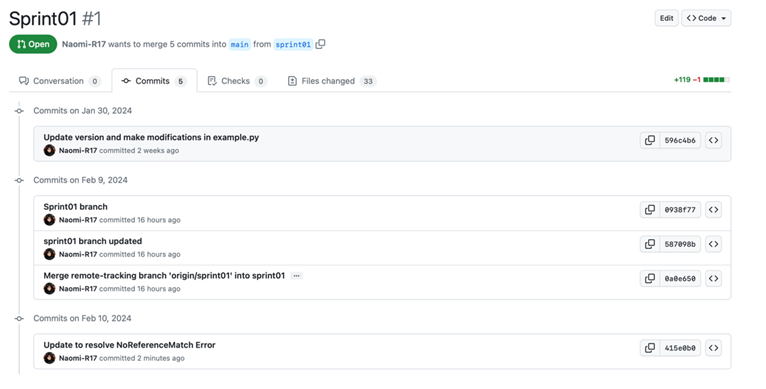 Sprint01 #1
Edit
Code
Open
Naomi-R17 wants to merge 5 commits into main from sprint01
Conversation 0
Commits 5
Checks 0
Files changed 33
+119 −1
Commits on Jan 30, 2024
Update version and make modifications in example.py
Naomi-R17 committed 2 weeks ago
596c4b6
Commits on Feb 9, 2024
Sprint01 branch
Naomi-R17 committed 16 hours ago
0938f77
sprint01 branch updated
Naomi-R17 committed 16 hours ago
587098b
Merge remote-tracking branch 'origin/sprint01' into sprint01 ...
Naomi-R17 committed 16 hours ago
0a0e650
Commits on Feb 10, 2024
Update to resolve NoReferenceMatch Error
Naomi-R17 committed 2 minutes ago
415e0b0